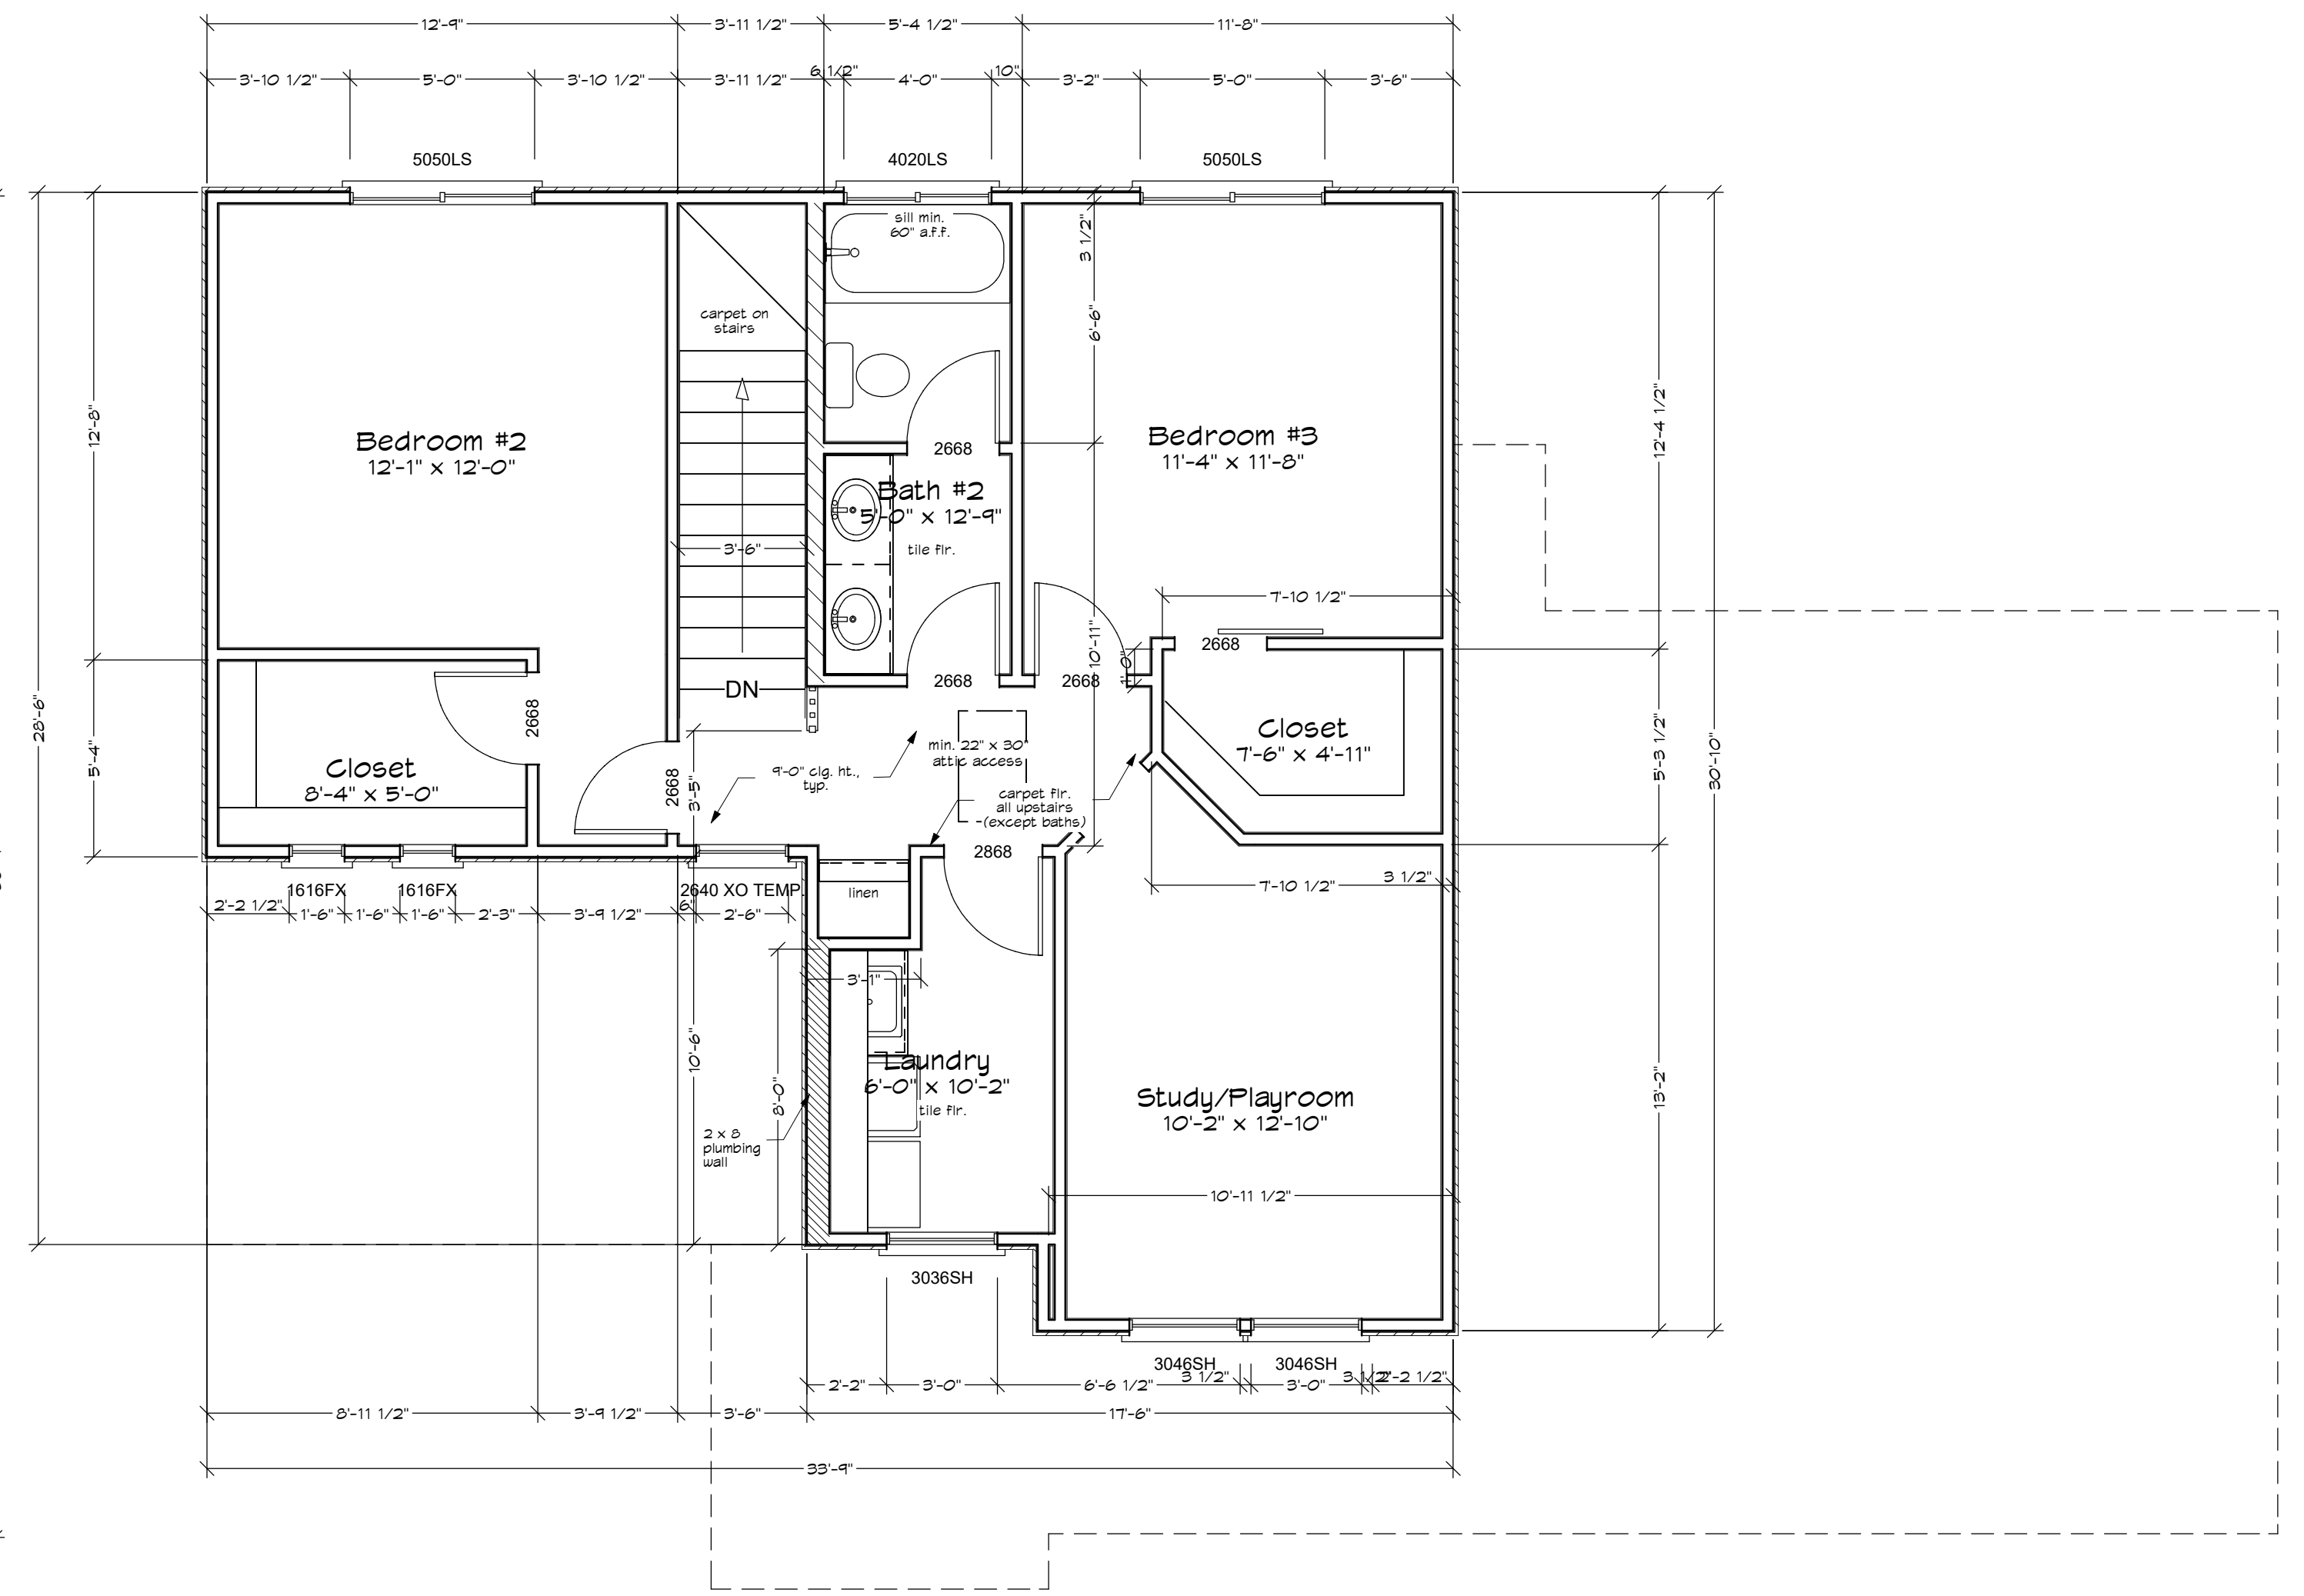 12'-9"
3'-11 1/2"
5'-4 1/2"
11'-8"
3'-10 1/2"
5'-0"
3'-10 1/2"
3'-11 1/2"
6 1/2"
4'-0"
10"
3'-2"
5'-0"
3'-6"
5050LS
4020LS
5050LS
sill min.
60" a.f.f.
3 1/2"
6'-6"
carpet on
stairs
12'-8"
28'-6"
5'-4"
12'-4 1/2"
5'-3 1/2"
30'-10"
13'-2"
Bedroom #2
12'-1" x 12'-0"
2668
Bedroom #3
11'-4" x 11'-8"
Bath #2
5'-0" x 12'-9"
tile flr.
3'-6"
7'-10 1/2"
10'-11"
1'-0"
2668
DN
2668
2668
2668
Closet
7'-6" x 4'-11"
Closet
8'-4" x 5'-0"
2668
3'-5"
9'-0" clg. ht.,
typ.
min. 22" x 30"
attic access
carpet flr.
all upstairs
(except baths)
2868
7'-10 1/2"
3 1/2"
linen
1616FX
1616FX
2640 XO TEMP.
2'-2 1/2"
1'-6"
1'-6"
1'-6"
2'-3"
3'-9 1/2"
6"
2'-6"
3'-1"
10'-6"
8'-0"
Laundry
6'-0" x 10'-2"
tile flr.
2 x 8
plumbing
wall
Study/Playroom
10'-2" x 12'-10"
10'-11 1/2"
3036SH
3046SH
3046SH
2'-2"
3'-0"
6'-6 1/2"
3 1/2"
3'-0"
3 1/2"
2'-2 1/2"
8'-11 1/2"
3'-9 1/2"
3'-6"
17'-6"
33'-9"